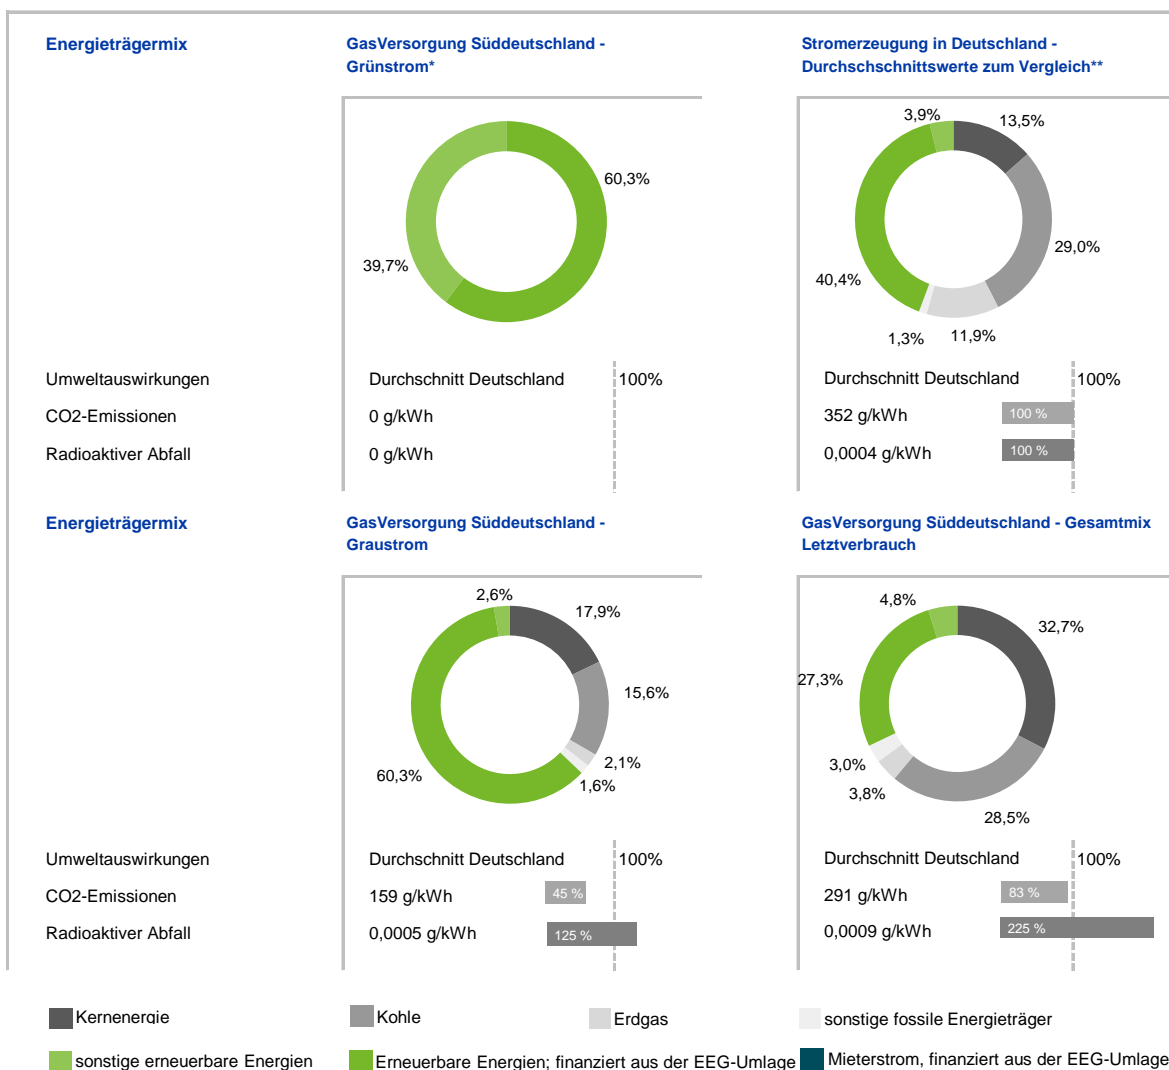 Energieträgermix
GasVersorgung Süddeutschland -
Grünstrom*
Stromerzeugung in Deutschland -
Durchschschnittswerte zum Vergleich**
60,3%
39,7%
3,9%
13,5%
29,0%
40,4%
1,3%
11,9%
Umweltauswirkungen
Durchschnitt Deutschland
100%
Durchschnitt Deutschland
100%
CO2-Emissionen
0 g/kWh
352 g/kWh
100 %
Radioaktiver Abfall
0 g/kWh
0,0004 g/kWh
100 %
Energieträgermix
GasVersorgung Süddeutschland -
Graustrom
GasVersorgung Süddeutschland - Gesamtmix
Letztverbrauch
2,6%
17,9%
15,6%
2,1%
1,6%
60,3%
4,8%
32,7%
27,3%
3,0%
3,8%
28,5%
Umweltauswirkungen
Durchschnitt Deutschland
100%
Durchschnitt Deutschland
100%
CO2-Emissionen
159 g/kWh
45 %
291 g/kWh
83 %
Radioaktiver Abfall
0,0005 g/kWh
125 %
0,0009 g/kWh
225 %
Kernenergie
Kohle
Erdgas
sonstige fossile Energieträger
sonstige erneuerbare Energien
Erneuerbare Energien; finanziert aus der EEG-Umlage
Mieterstrom, finanziert aus der EEG-Umlage